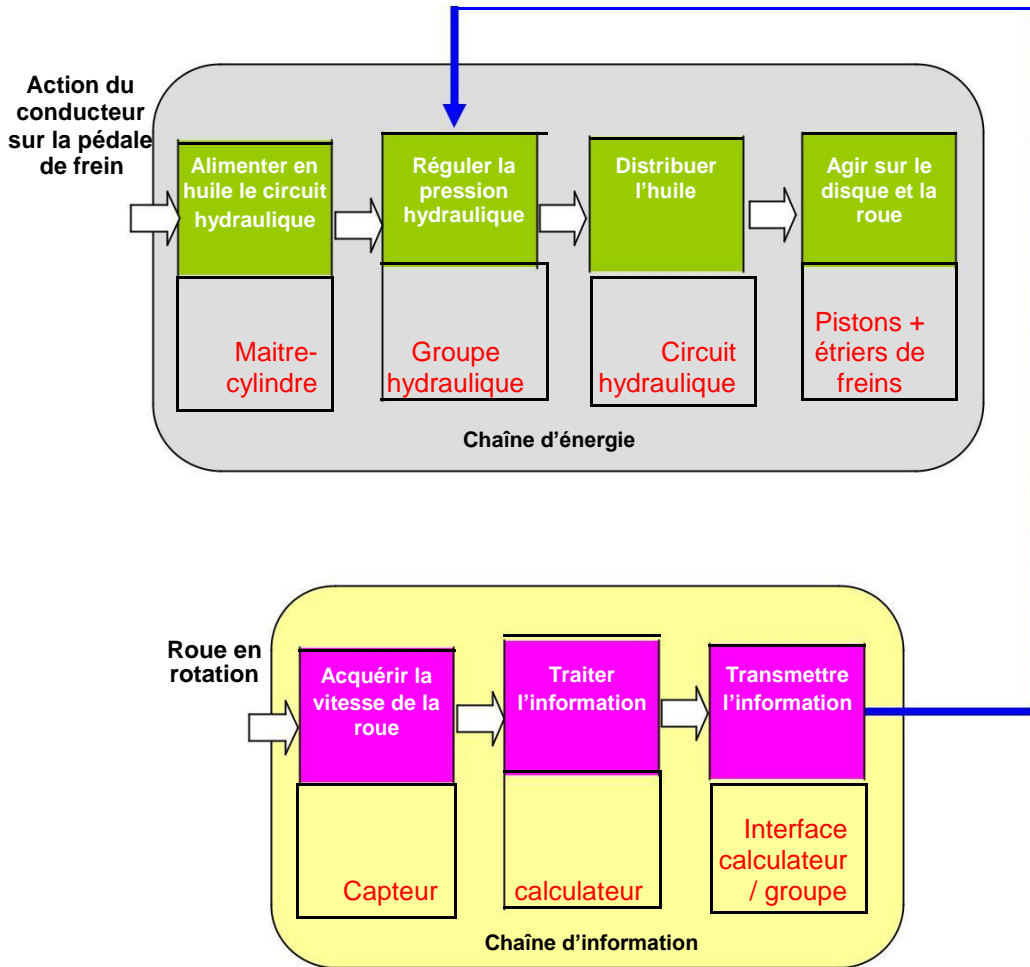 Action du
conducteur
sur la pédale
de frein
Alimenter en
huile le circuit
hydraulique
Réguler la
pression
hydraulique
Distribuer
l’huile
Agir sur le
disque et la
roue
Maitre-
cylindre
Groupe
hydraulique
Circuit
hydraulique
Pistons +
étriers de
freins
Chaîne d’énergie
Roue en
rotation
Acquérir la
vitesse de la
roue
Traiter
l’information
Transmettre
l’information
Capteur
calculateur
Interface
calculateur
/ groupe
Chaîne d’information